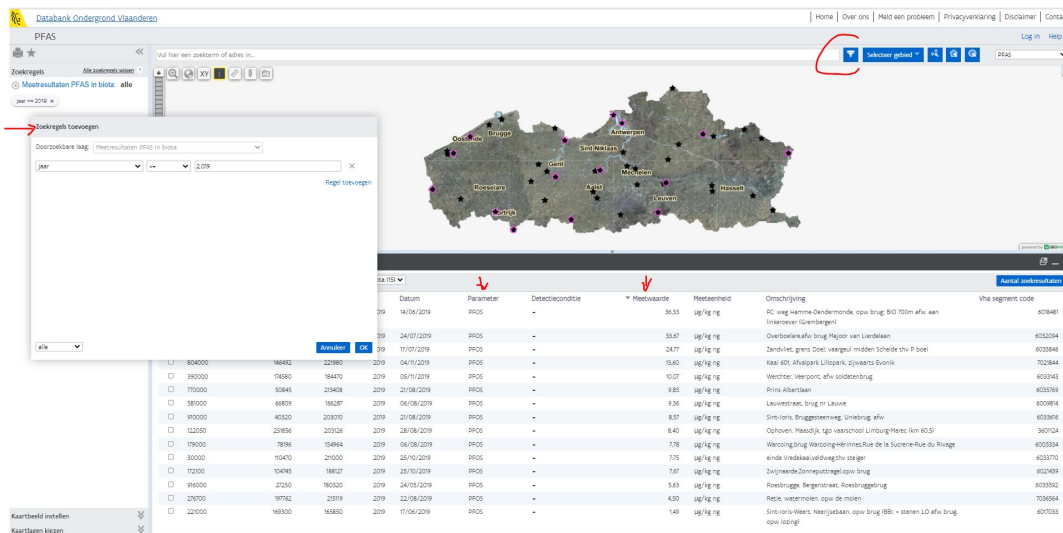 Databank Ondergrond Vlaanderen
Home | Over ons | Meld een probleem | Privacyverklaring | Disclaimer | Conta
PFAS
Log in Help
Vul hier een zoekterm of adres in...
Selecteer gebied
PFAS
Zoekregels
Alle zoekregels wissen
Meetresultaten PFAS in biota: alle
jaar >= 2019 x
XY
Oostende
Brugge
Antwerpen
Sint-Niklaas
Gent
Mechelen
Roeselare
Aalst
Hasselt
Leuven
Kortrijk
powered by
Zoekregels toevoegen
Doorzoekbare laag: Meetresultaten PFAS in biota
jaar >= 2.019
Regel toevoegen
alle
Annuleer OK
Aantal zoekresultaten
Datum Parameter Detectieconditie Meetwaarde Meeteenheid Omschrijving Vha segment code
2019 14/06/2019 PFOS - 36,53 µg/kg ng FC: weg Hamme-Dendermonde, opw brug; BIO 700m afw. aan linkeroever (Grembergen) 6018481
2019 24/07/2019 PFOS - 33,67 µg/kg ng Overboelare,afw brug Majoor van Lierdelaan 6032094
2019 17/07/2019 PFOS - 24,77 µg/kg ng Zandvliet, grens Doel; vaargeul midden Schelde thv P boei 6033846
804000 146492 221980 2019 04/11/2019 PFOS - 13,60 µg/kg ng Kaai 601, Afvalpark Lillopark, zijwaarts Evonik 7021844
390000 174580 184470 2019 05/11/2019 PFOS - 10,07 µg/kg ng Werchter, Veerpont, afw soldatenbrug 6033143
770000 50845 213408 2019 21/08/2019 PFOS - 9,85 µg/kg ng Prins Albertlaan 6035769
581000 66809 166287 2019 06/08/2019 PFOS - 9,36 µg/kg ng Lauwestraat, brug nr Lauwe 6009814
910000 40320 203010 2019 21/08/2019 PFOS - 8,57 µg/kg ng Sint-Joris, Bruggesteenweg, Uniebrug, afw 6033616
122050 251856 203126 2019 28/08/2019 PFOS - 8,40 µg/kg ng Ophoven, Maasdijk, tgo vaarschool Limburg-Marec (km 60.5) 3601124
179000 78196 154964 2019 06/08/2019 PFOS - 7,78 µg/kg ng Warcoing,brug Warcoing-Hérinnes,Rue de la Sucrerie-Rue du Rivage 6005334
30000 110470 211000 2019 25/10/2019 PFOS - 7,75 µg/kg ng einde Vredekaai,veldweg,thv steiger 6033770
172100 104745 188127 2019 25/10/2019 PFOS - 7,67 µg/kg ng Zwijnaarde,Zonneputtragel,opw brug 6021439
916000 27250 180320 2019 24/05/2019 PFOS - 5,63 µg/kg ng Roesbrugge, Bergenstraat, Roesbruggebrug 6033592
276700 197762 215119 2019 22/08/2019 PFOS - 4,50 µg/kg ng Retie, watermolen, opw de molen 7036564
221000 169300 165850 2019 17/06/2019 PFOS - 1,49 µg/kg ng Sint-Joris-Weert, Neerijsebaan, opw brug (BBI: + stenen LO afw brug, opw lozing) 6017033
Kaartbeeld instellen
Kaartlagen kiezen